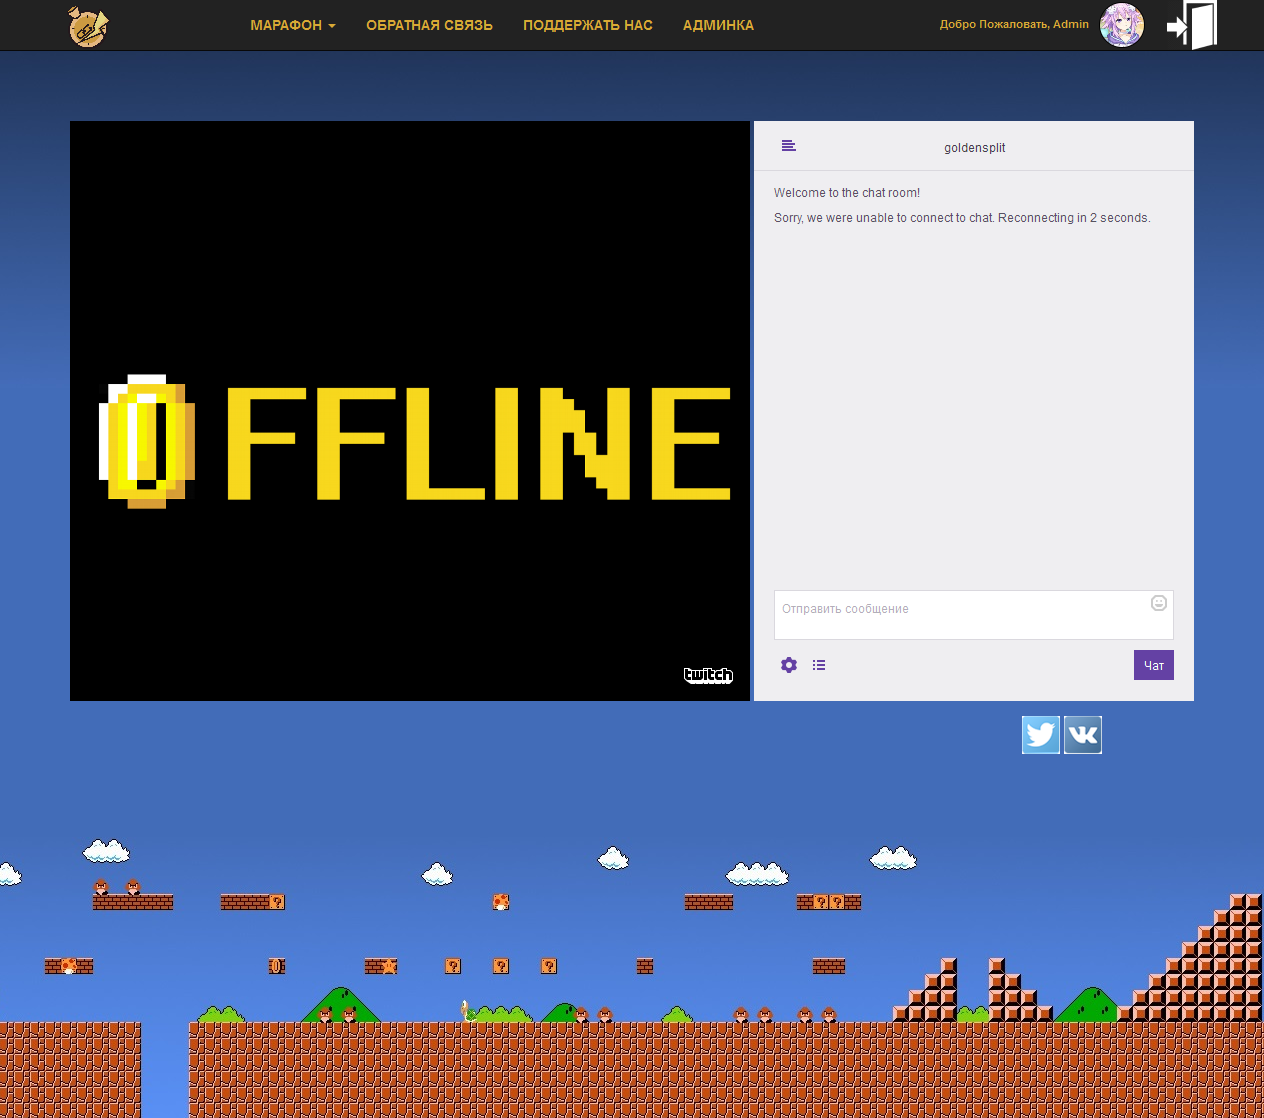 МАРАФОН
ОБРАТНАЯ СВЯЗЬ
ПОДДЕРЖАТЬ НАС
АДМИНКА
Добро Пожаловать, Admin
goldensplit
Welcome to the chat room!
Sorry, we were unable to connect to chat. Reconnecting in 2 seconds.
OFFLINE
Отправить сообщение
Чат
twitch